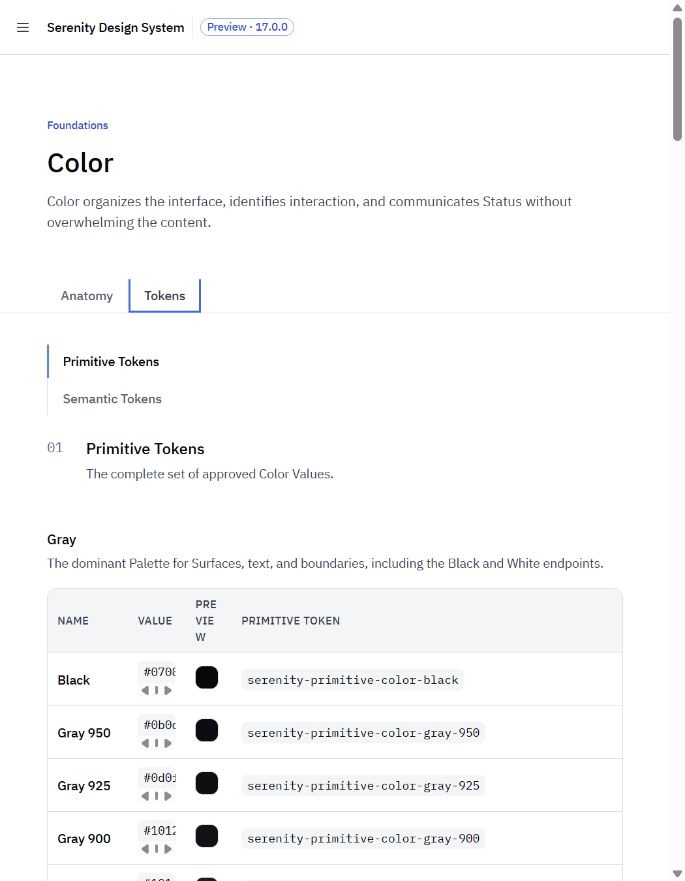 Serenity Design System
Preview · 17.0.0
Foundations
Color
Color organizes the interface, identifies interaction, and communicates Status without
overwhelming the content.
Anatomy
Tokens
Primitive Tokens
Semantic Tokens
01
Primitive Tokens
The complete set of approved Color Values.
Gray
The dominant Palette for Surfaces, text, and boundaries, including the Black and White endpoints.
NAME
VALUE
PRE
VIE
W
PRIMITIVE TOKEN
Black
#0708
serenity-primitive-color-black
Gray 950
#0b0c
serenity-primitive-color-gray-950
Gray 925
#0d0f
serenity-primitive-color-gray-925
Gray 900
#1012
serenity-primitive-color-gray-900